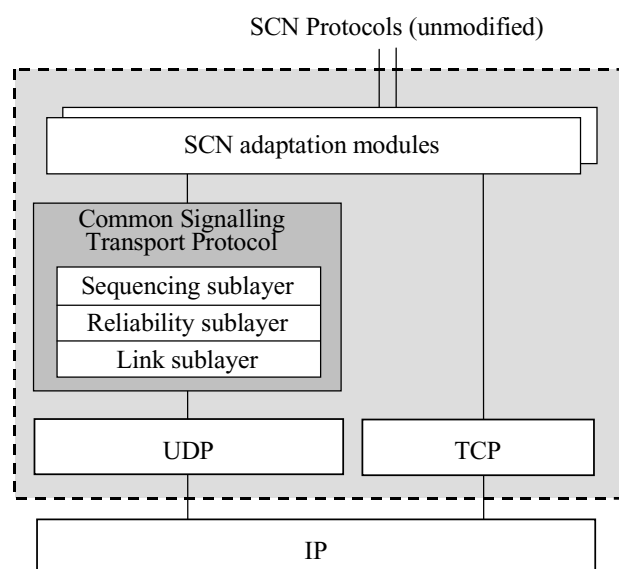 SCN Protocols (unmodified)
SCN adaptation modules
Common Signalling
Transport Protocol
Sequencing sublayer
Reliability sublayer
Link sublayer
UDP
TCP
IP